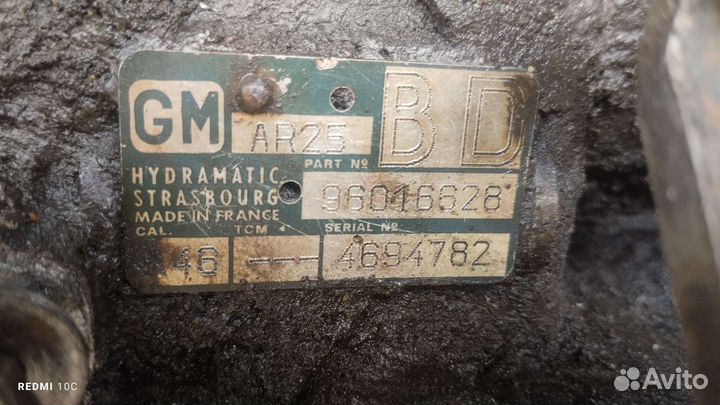 GM
AR25
BD
PART Nº
HYDRAMATIC
STRASBOURG
MADE IN FRANCE
96016628
CAL. TCM
SERIAL Nº
46 --- 4694782
REDMI 10C
Avito